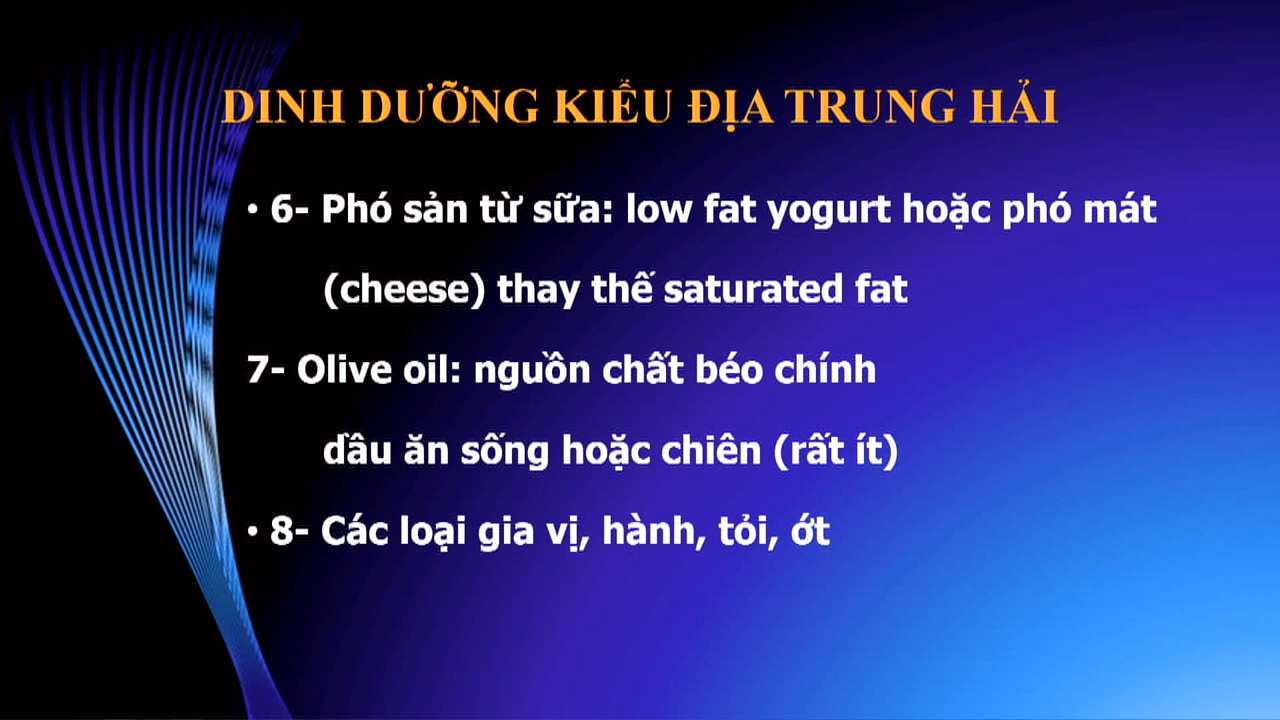 DINH DƯỠNG KIỂU ĐỊA TRUNG HẢI
• 6- Phó sản từ sữa: low fat yogurt hoặc phó mát
(cheese) thay thế saturated fat
7- Olive oil: nguồn chất béo chính
dầu ăn sống hoặc chiên (rất ít)
• 8- Các loại gia vị, hành, tỏi, ớt